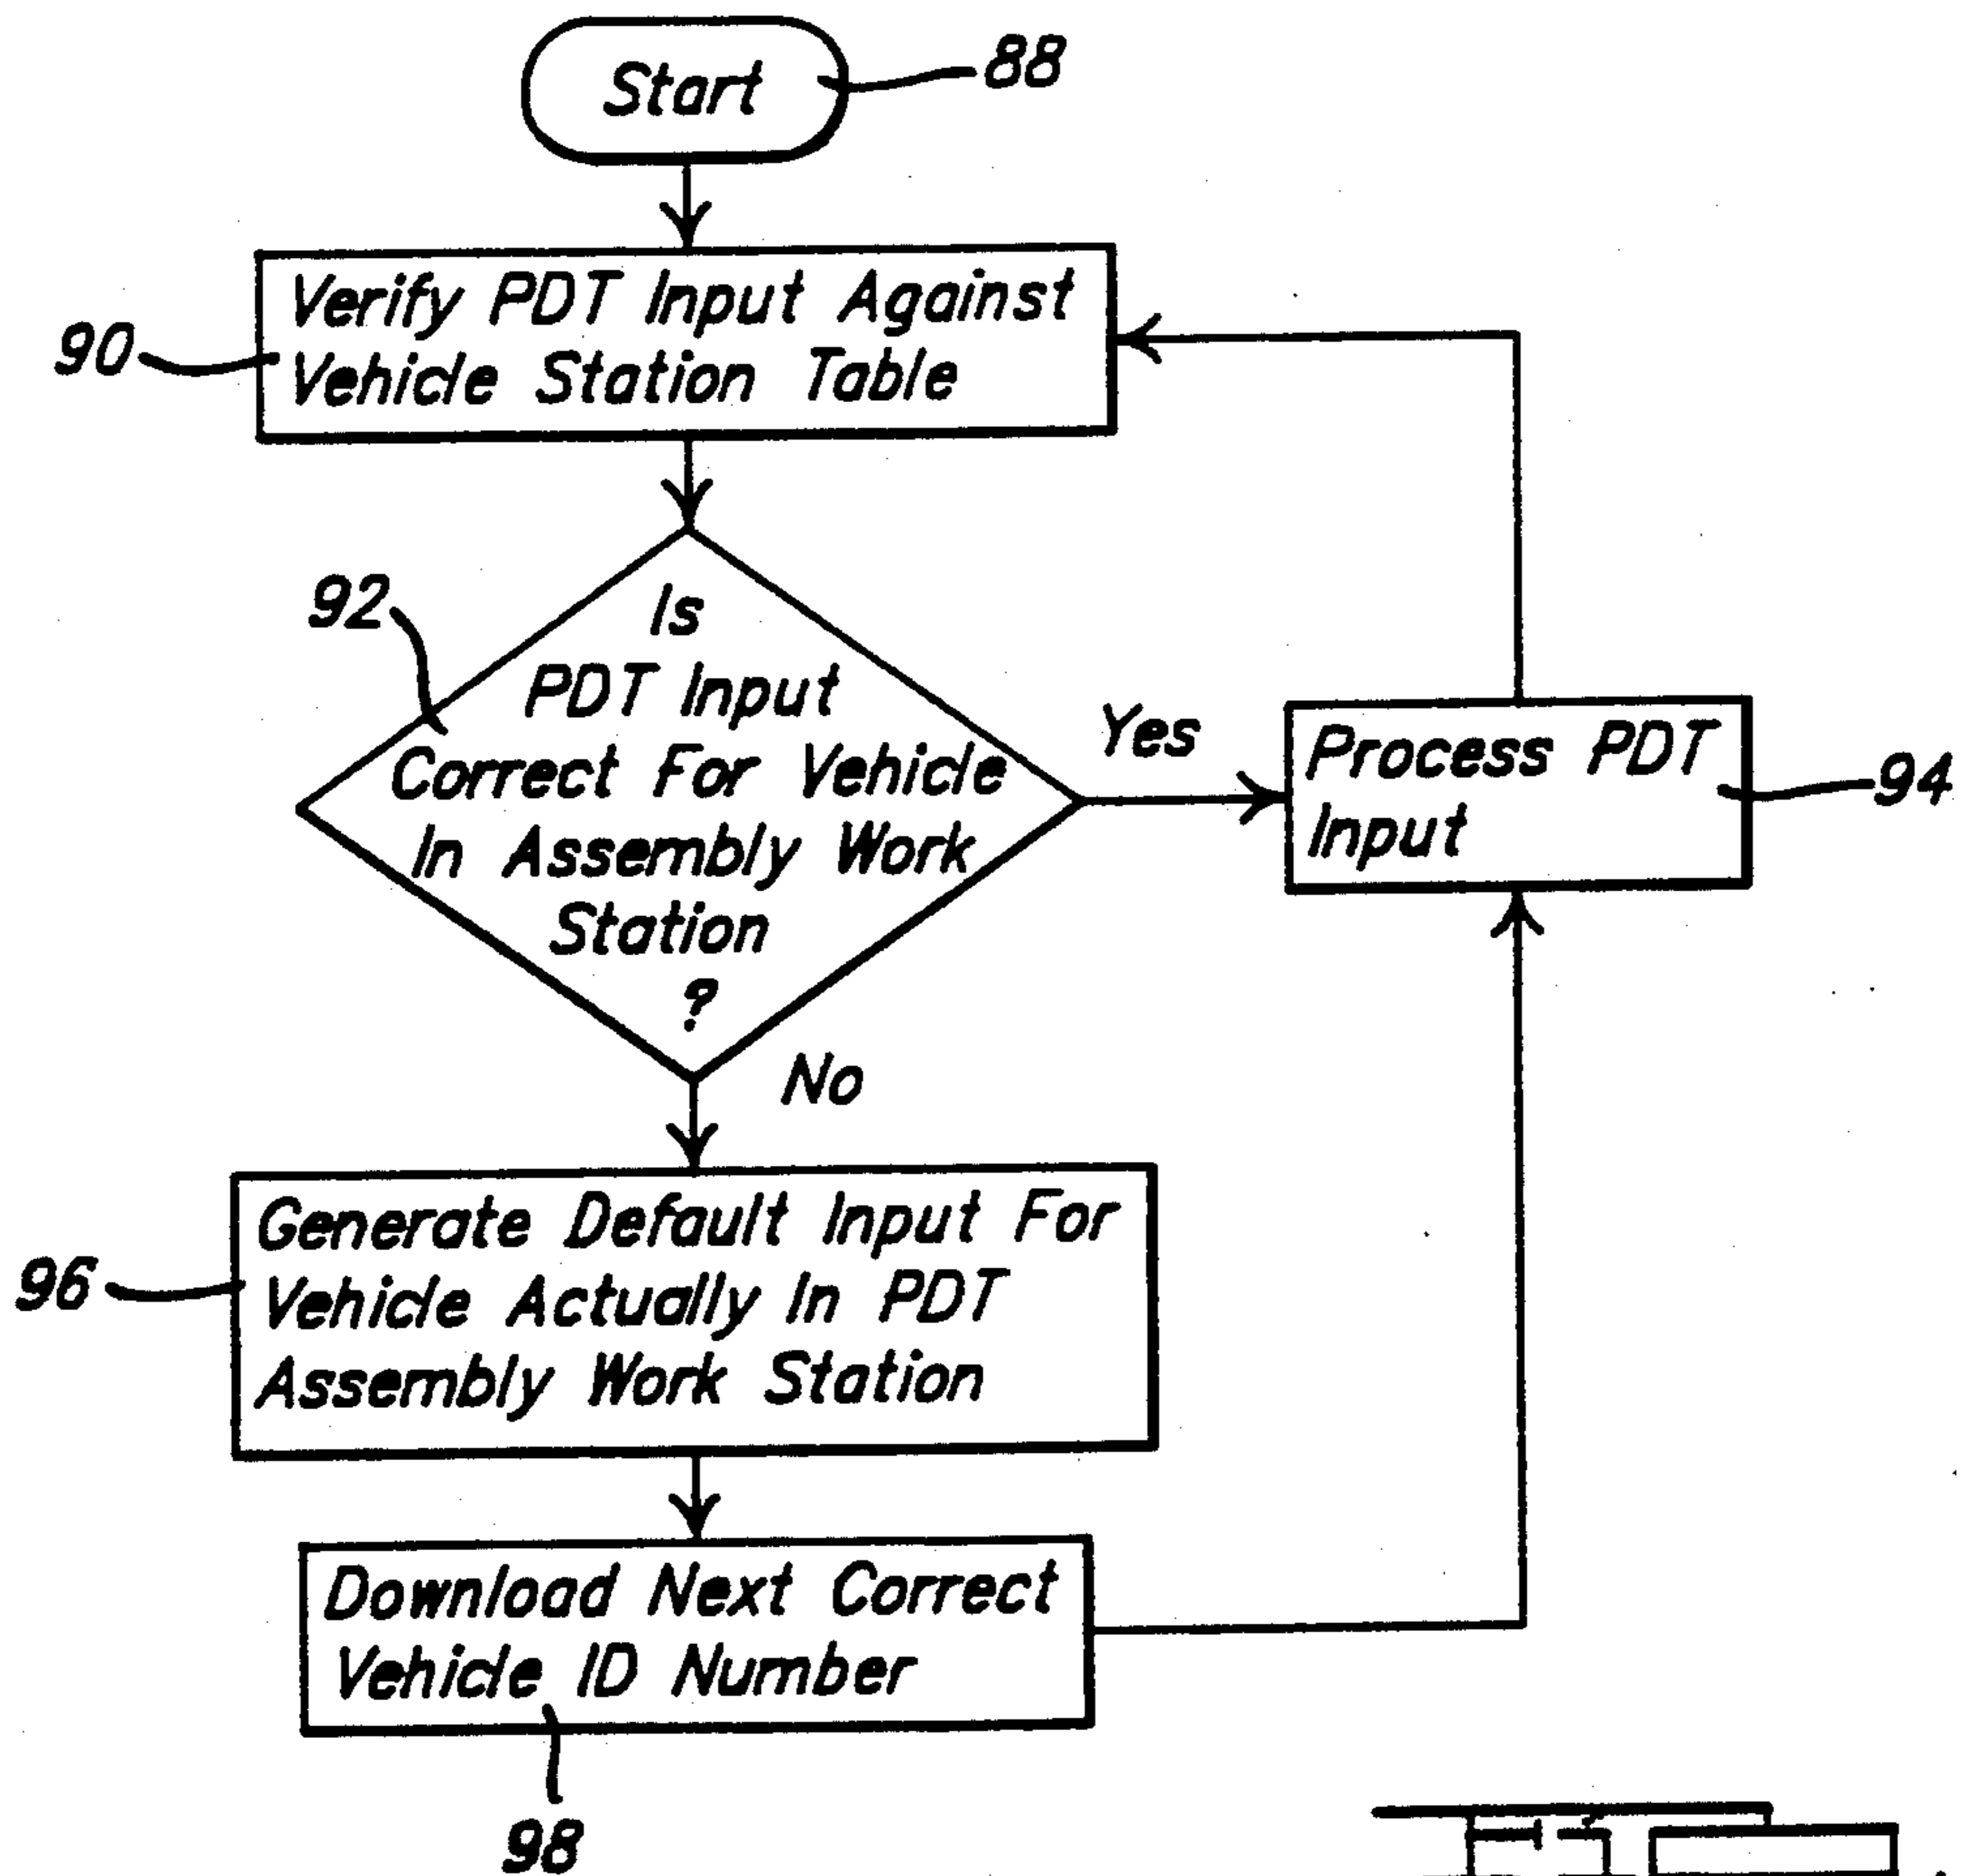 Start
88
Verify PDT Input Against
Vehicle Station Table
90
92
Is
PDT Input
Correct For Vehicle
In Assembly Work
Station
?
Yes
Process PDT
Input
94
No
Generate Default Input For
Vehicle Actually In PDT
Assembly Work Station
96
Download Next Correct
Vehicle ID Number
98